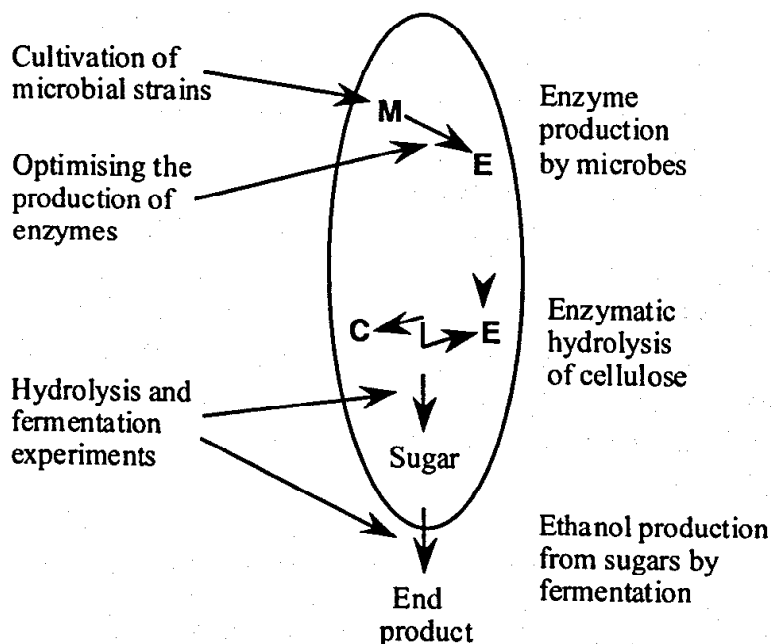 Cultivation of
microbial strains
M
Enzyme
production
by microbes
Optimising the
production of
enzymes
E
C
E
Enzymatic
hydrolysis
of cellulose
Hydrolysis and
fermentation
experiments
Sugar
Ethanol production
from sugars by
fermentation
End
product